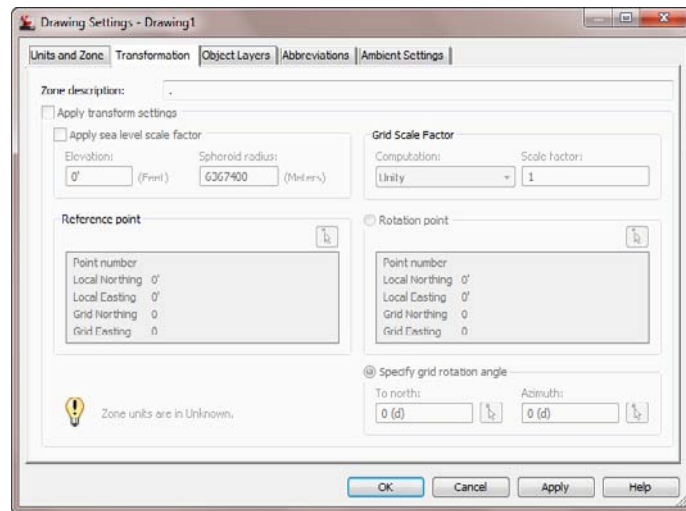 Drawing Settings - Drawing1
Units and Zone Transformation Object Layers Abbreviations Ambient Settings
Zone description: .
Apply transform settings
Apply sea level scale factor
Elevation: Spheroid radius:
0' (Feet) 6367400 (Meters)
Grid Scale Factor
Computation: Scale factor:
Unity 1
Reference point
Point number
Local Northing 0'
Local Easting 0'
Grid Northing 0
Grid Easting 0
Rotation point
Point number
Local Northing 0'
Local Easting 0'
Grid Northing 0
Grid Easting 0
Specify grid rotation angle
To north: Azimuth:
0 (d) 0 (d)
Zone units are in Unknown.
OK Cancel Apply Help